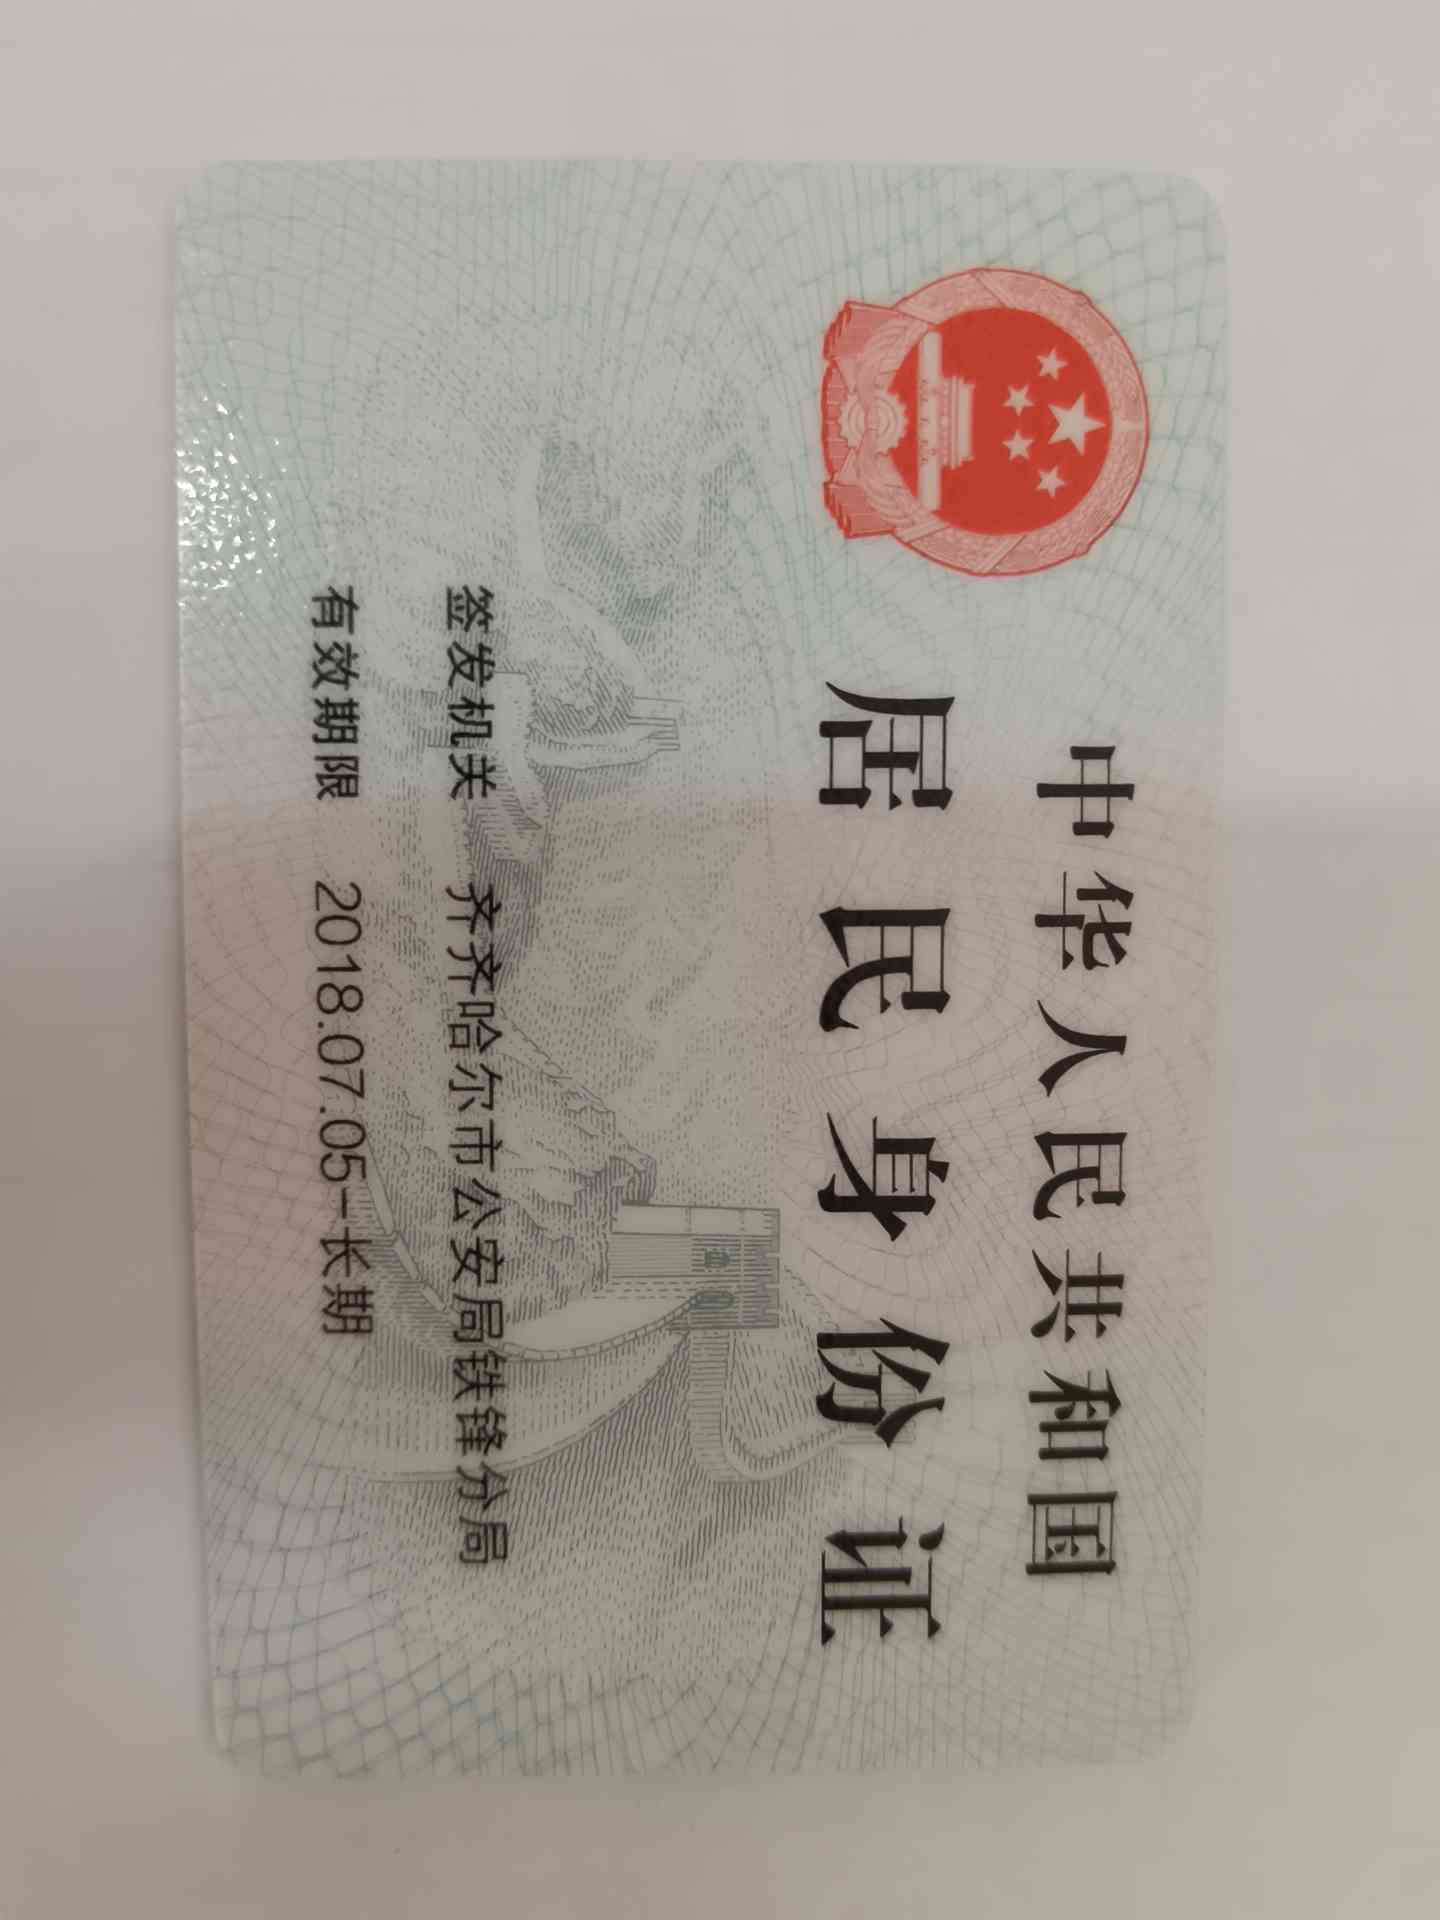 中华人民共和国
居民身份证
签发机关 齐齐哈尔市公安局铁锋分局
有效期限 2018.07.05-长期